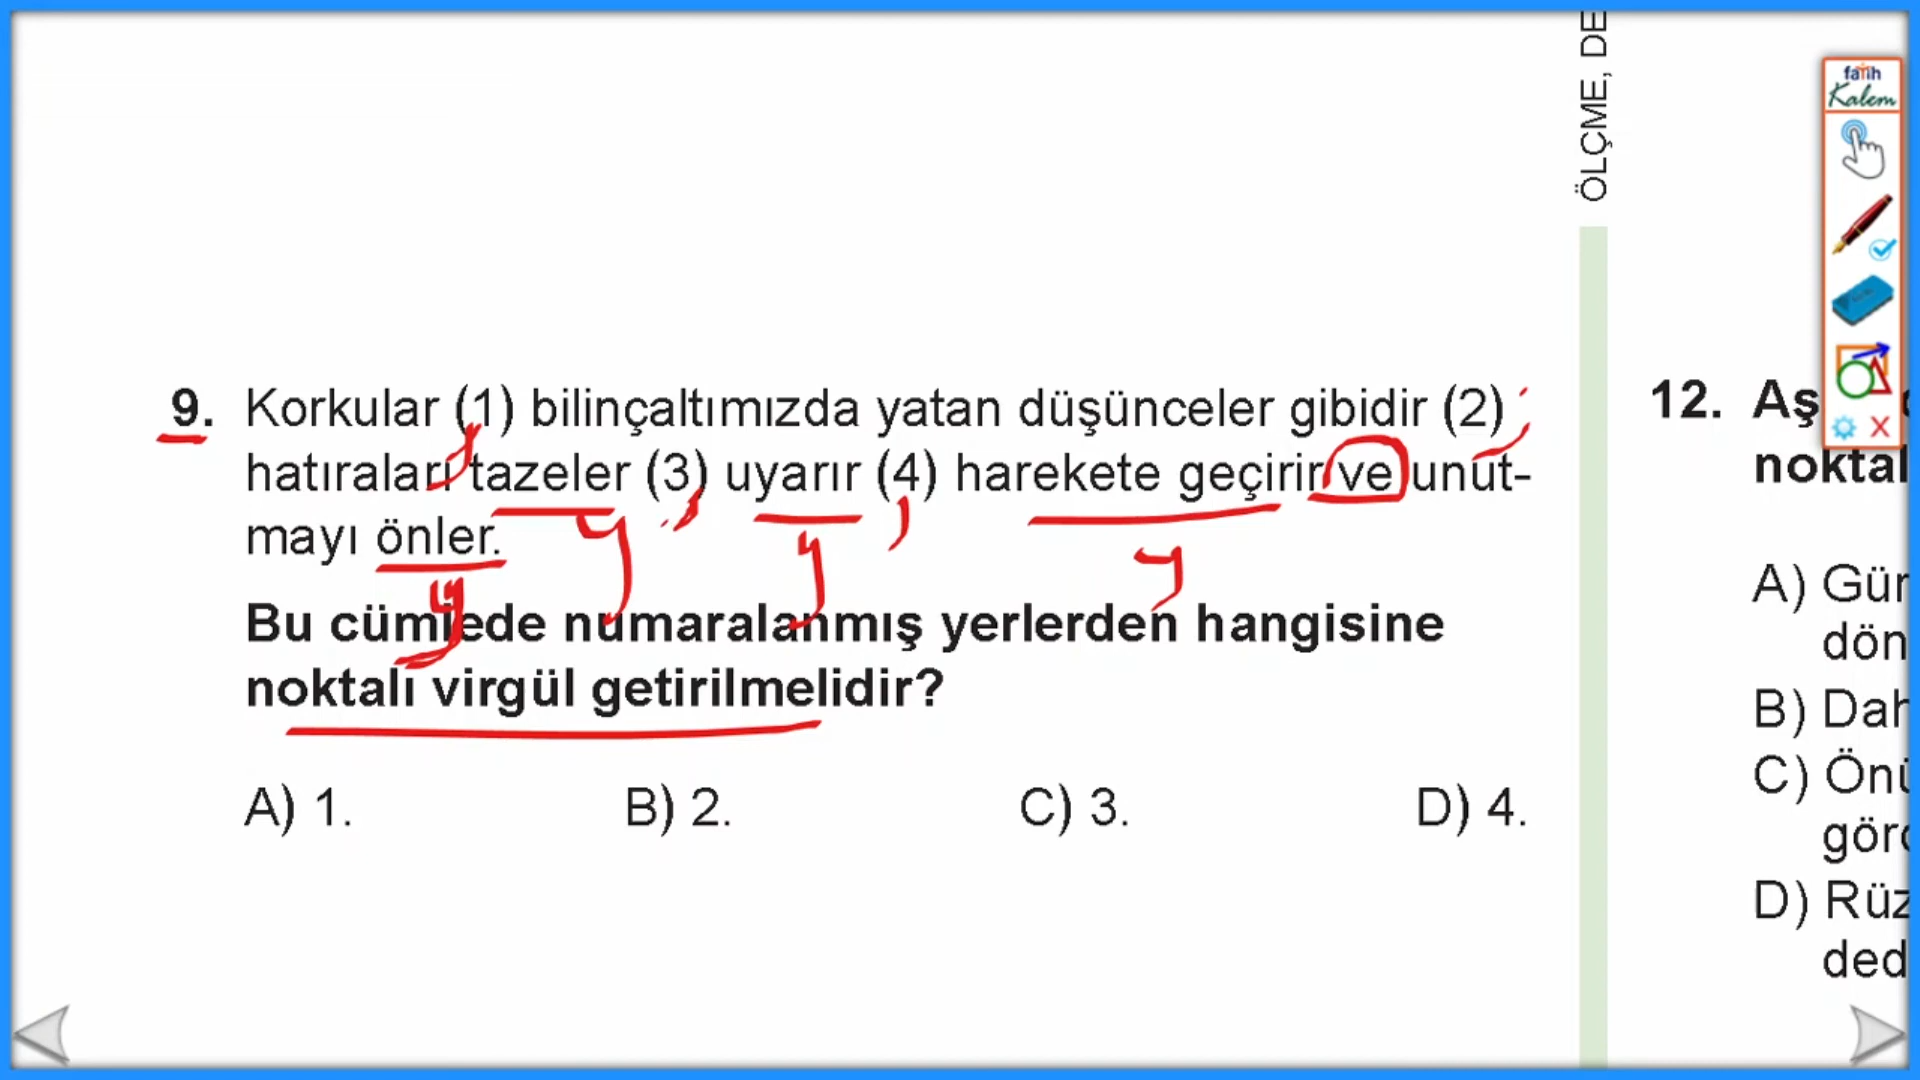 ÖLÇME, DE
fatih
Kalem
9. Korkular (1) bilinçaltımızda yatan düşünceler gibidir (2) ;
hatıraları tazeler (3) uyarır (4) harekete geçirir ve unut-
mayı önler.
y y y y
Bu cümlede numaralanmış yerlerden hangisine
noktalı virgül getirilmelidir?
A) 1. B) 2. C) 3. D) 4.
12. Aş
noktal
A) Gür
dön
B) Dah
C) Önü
görd
D) Rüz
ded